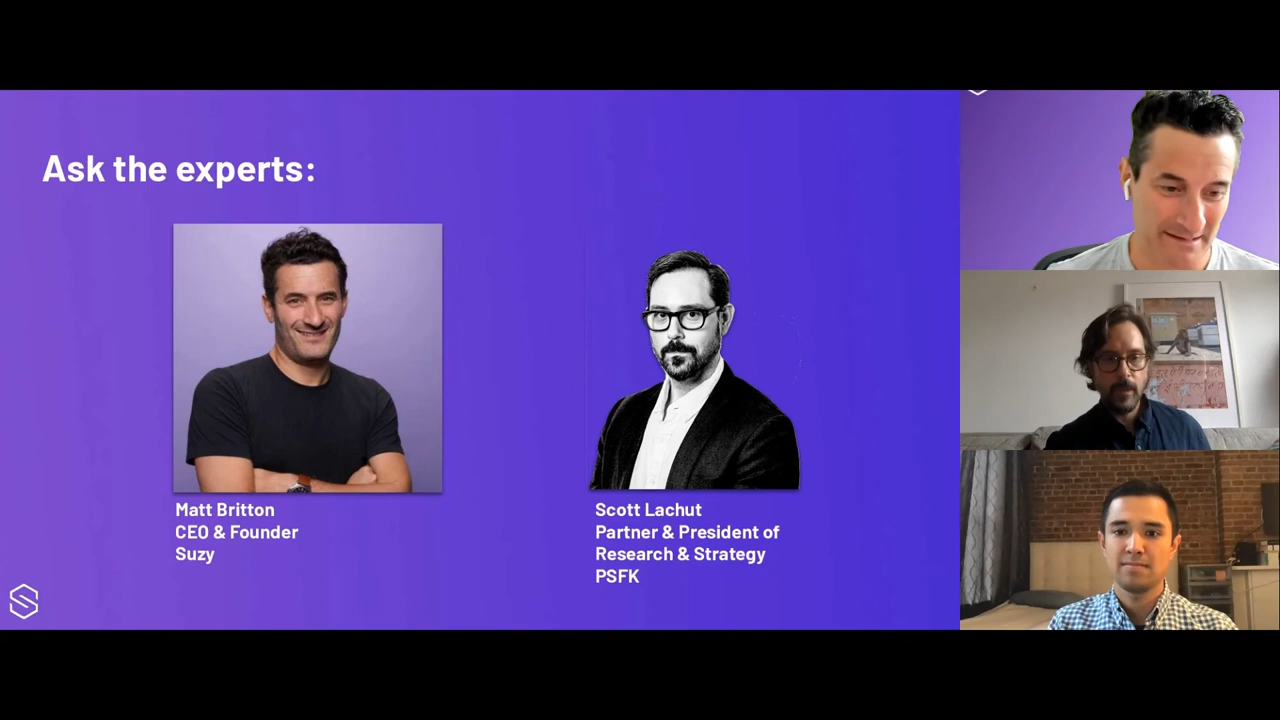 Ask the experts:
Matt Britton
CEO & Founder
Suzy
Scott Lachut
Partner & President of
Research & Strategy
PSFK